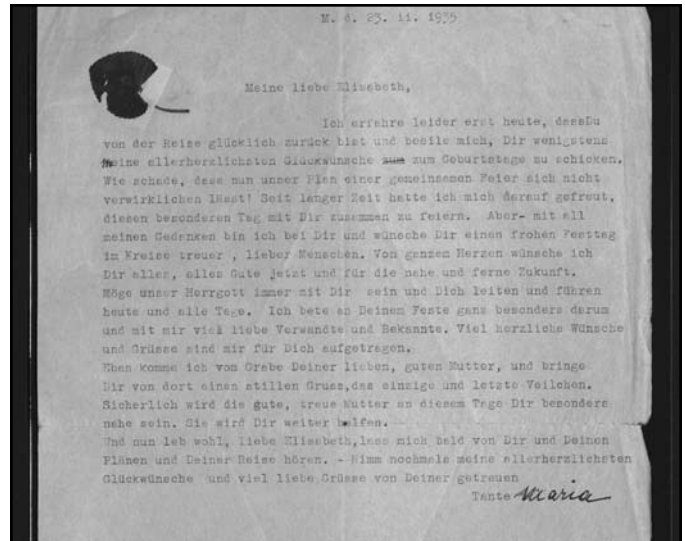 M. d. 23. 11. 1935
Meine liebe Elisabeth,
Ich erfahre leider erst heute, dassDu
von der Reise glücklich zurück bist und beeile mich, Dir wenigstens
meine allerherzlichsten Glückwünsche zum zum Geburtstage zu schicken.
Wie schade, dass nun unser Plan einer gemeinsamen Feier sich nicht
verwirklichen lässt! Seit langer Zeit hatte ich mich darauf gefreut,
diesen besonderen Tag mit Dir zusammen zu feiern. Aber- mit all
meinen Gedanken bin ich bei Dir und wünsche Dir einen frohen Festtag
im Kreise treuer , lieber Menschen. Von ganzem Herzen wünsche ich
Dir alles, alles Gute jetzt und für die nahe und ferne Zukunft.
Möge unser Herrgott immer mit Dir sein und Dich leiten und führen
heute und alle Tage. Ich bete an Deinem Feste ganz besonders darum
und mit mir viel liebe Verwandte und Bekannte. Viel herzliche Wünsche
und Grüsse sind mir für Dich aufgetragen.
Eben komme ich vom Grabe Deiner lieben, guten Mutter, und bringe
Dir von dort einen stillen Gruss,das einzige und letzte Veilchen.
Sicherlich wird die gute, treue Mutter an diesem Tage Dir besonders
nahe sein. Sie wird Dir weiter helfen.
Und nun leb wohl, liebe Elisabeth,lass mich bald von Dir und Deinen
Plänen und Deiner Reise hören. - Nimm nochmals meine allerherzlichsten
Glückwünsche und viel liebe Grüsse von Deiner getreuen
Tante Maria